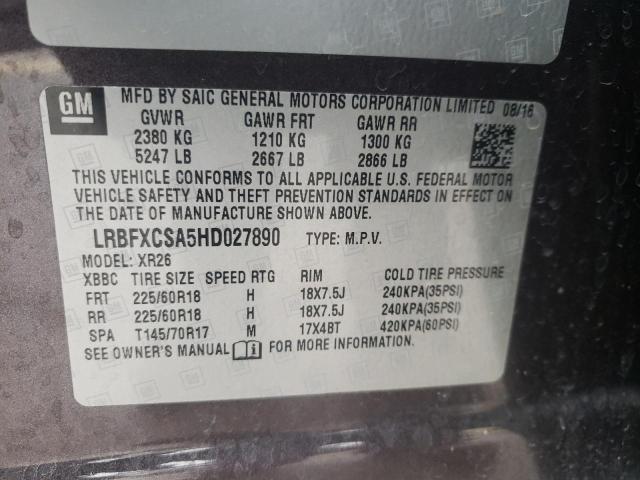 GM
MFD BY SAIC GENERAL MOTORS CORPORATION LIMITED 08/16
GVWR GAWR FRT GAWR RR
2380 KG 1210 KG 1300 KG
5247 LB 2667 LB 2866 LB
THIS VEHICLE CONFORMS TO ALL APPLICABLE U.S. FEDERAL MOTOR
VEHICLE SAFETY AND THEFT PREVENTION STANDARDS IN EFFECT ON
THE DATE OF MANUFACTURE SHOWN ABOVE.
LRBFXCSA5HD027890 TYPE: M.P.V.
MODEL: XR26
XBBC TIRE SIZE SPEED RTG RIM COLD TIRE PRESSURE
FRT 225/60R18 H 18X7.5J 240KPA(35PSI)
RR 225/60R18 H 18X7.5J 240KPA(35PSI)
SPA T145/70R17 M 17X4BT 420KPA(60PSI)
SEE OWNER'S MANUAL i FOR MORE INFORMATION.